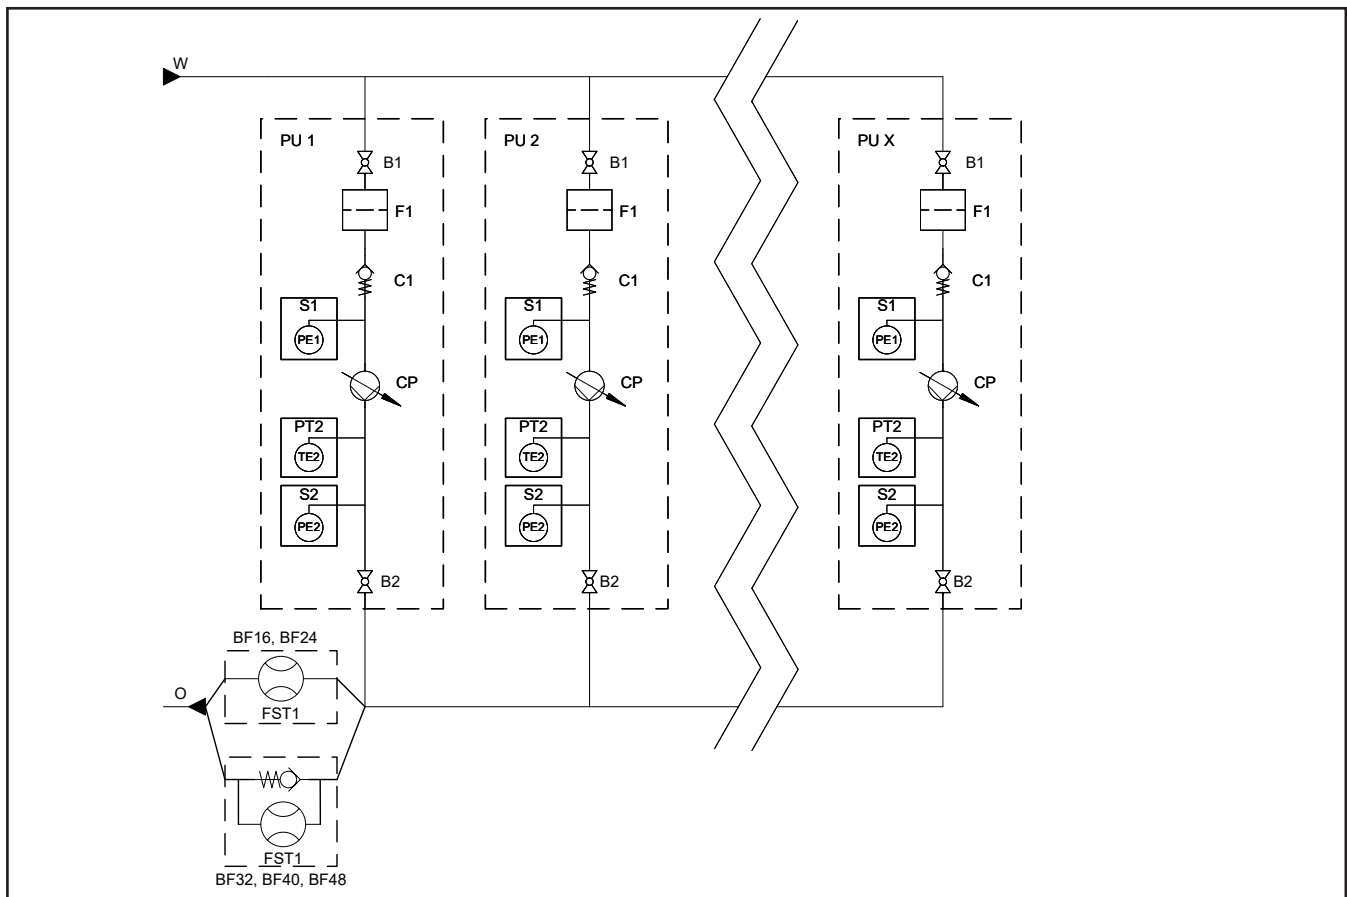 W
PU 1
PU 2
PU X
B1
B1
B1
F1
F1
F1
C1
C1
C1
S1
S1
S1
PE1
PE1
PE1
CP
CP
CP
PT2
PT2
PT2
TE2
TE2
TE2
S2
S2
S2
PE2
PE2
PE2
B2
B2
B2
BF16, BF24
O
FST1
FST1
BF32, BF40, BF48